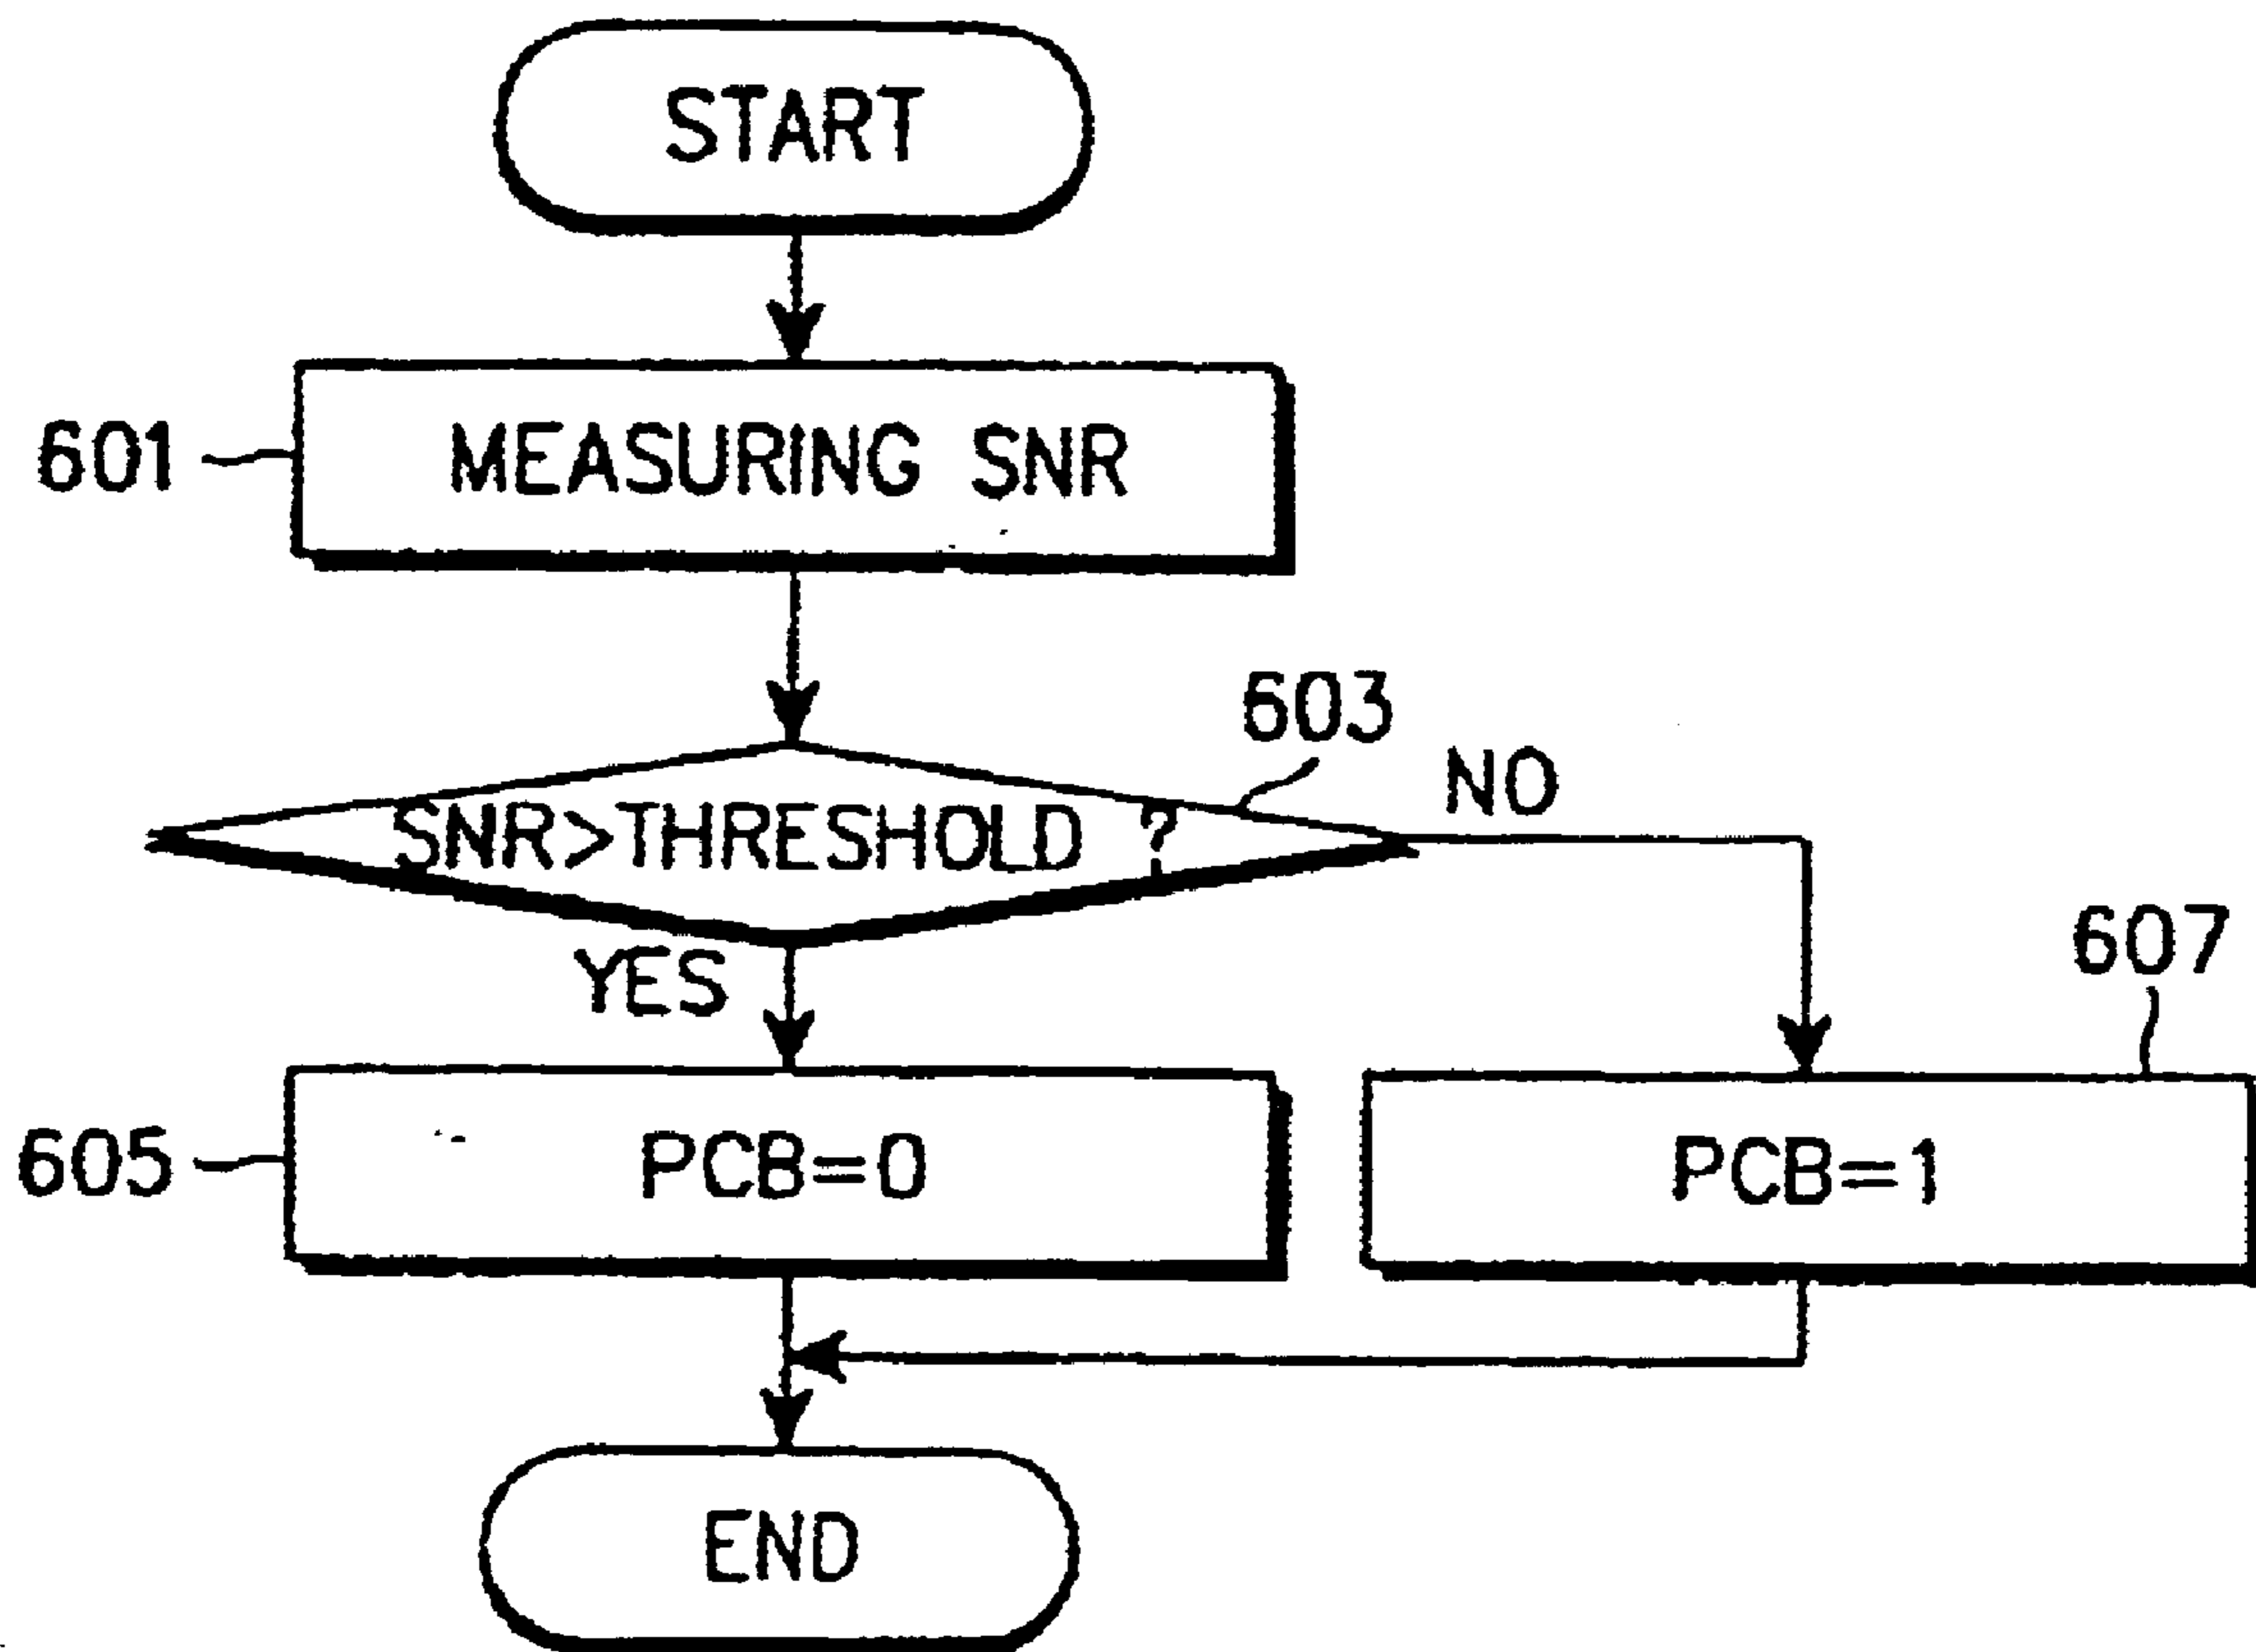 START
601
MEASURING SNR
603
NO
SNR>THRESHOLD ?
YES
607
605
PCB=0
PCB=1
END